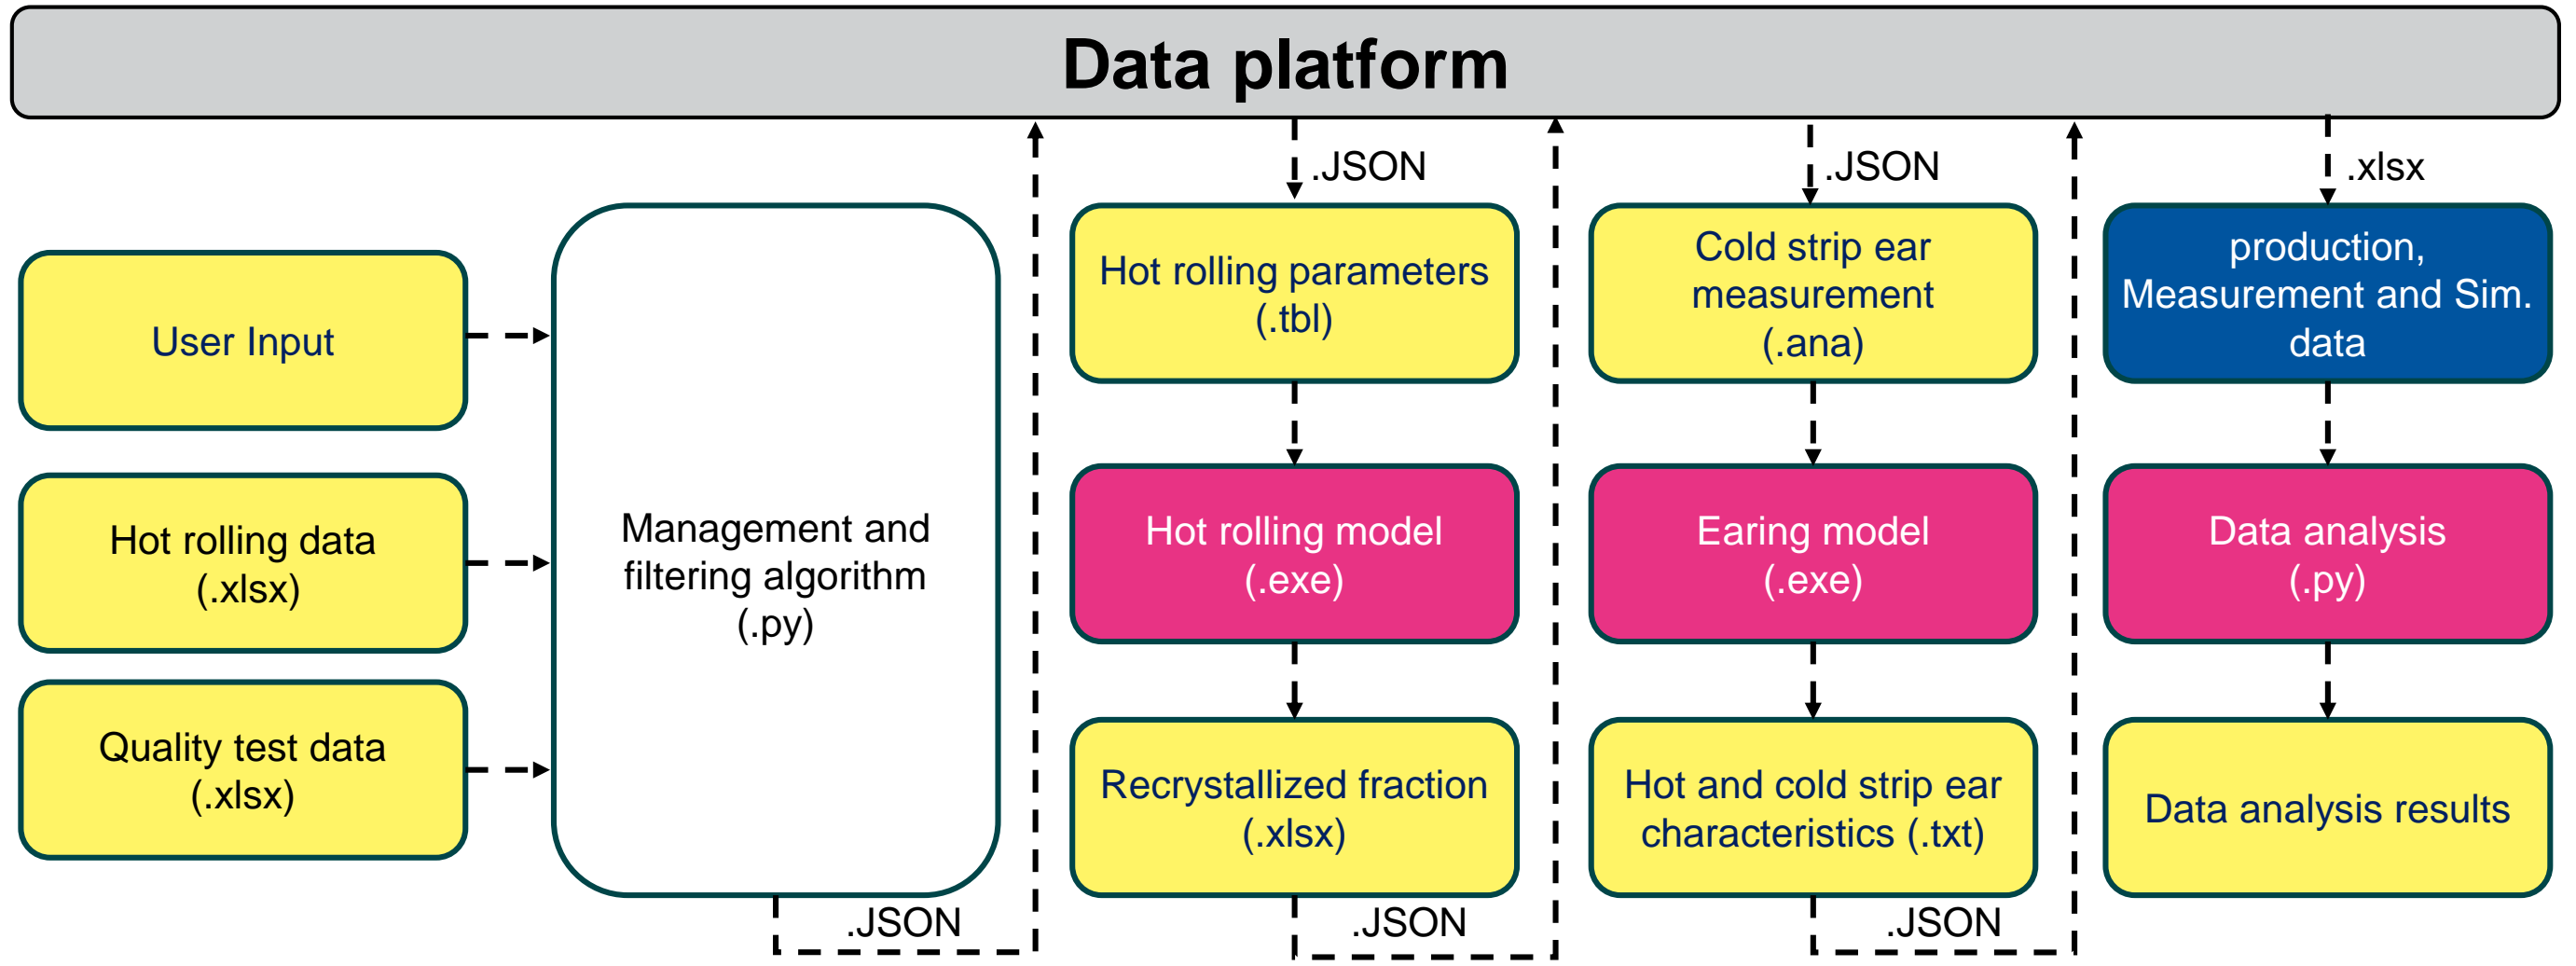 Data platform
.JSON
.JSON
.xlsx
User Input
Hot rolling data
(.xlsx)
Quality test data
(.xlsx)
Management and
filtering algorithm
(.py)
.JSON
Hot rolling parameters
(.tbl)
Hot rolling model
(.exe)
Recrystallized fraction
(.xlsx)
.JSON
Cold strip ear
measurement
(.ana)
Earing model
(.exe)
Hot and cold strip ear
characteristics (.txt)
.JSON
production,
Measurement and Sim.
data
Data analysis
(.py)
Data analysis results